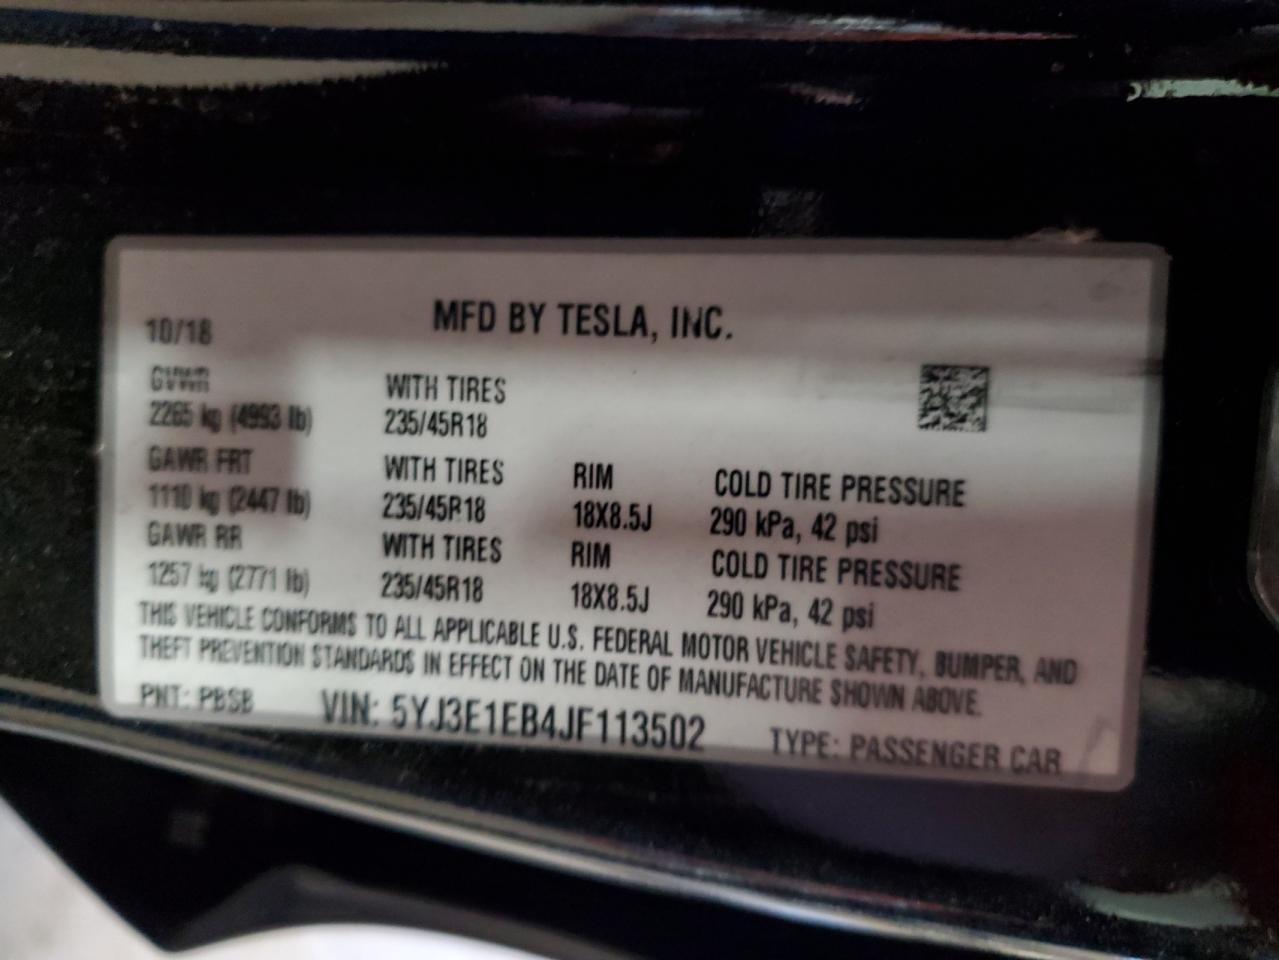 MFD BY TESLA, INC.
10/18
GVWR WITH TIRES
2265 kg (4993 lb) 235/45R18
GAWR FRT WITH TIRES RIM COLD TIRE PRESSURE
1110 kg (2447 lb) 235/45R18 18X8.5J 290 kPa, 42 psi
GAWR RR WITH TIRES RIM COLD TIRE PRESSURE
1257 kg (2771 lb) 235/45R18 18X8.5J 290 kPa, 42 psi
THIS VEHICLE CONFORMS TO ALL APPLICABLE U.S. FEDERAL MOTOR VEHICLE SAFETY, BUMPER, AND
THEFT PREVENTION STANDARDS IN EFFECT ON THE DATE OF MANUFACTURE SHOWN ABOVE.
PNT: PBSB VIN: 5YJ3E1EB4JF113502 TYPE: PASSENGER CAR